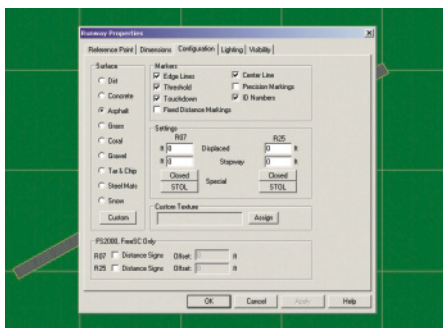 Runway Properties
Reference Point Dimensions Configuration Lighting Visibility
Surface
Dirt
Concrete
Asphalt
Grass
Coral
Gravel
Tar & Chip
Steel Mats
Snow
Custom
Markers
Edge Lines
Threshold
Touchdown
Fixed Distance Markings
Center Line
Precision Markings
ID Numbers
Settings
R07 R25
ft 0 Displaced 0 ft
ft 0 Stopway 0 ft
Closed Special Closed
STOL STOL
Custom Texture
Assign
FS2000, FreeSC Only
R07 Distance Signs Offset: 0 ft
R25 Distance Signs Offset: 0 ft
OK Cancel Apply Help